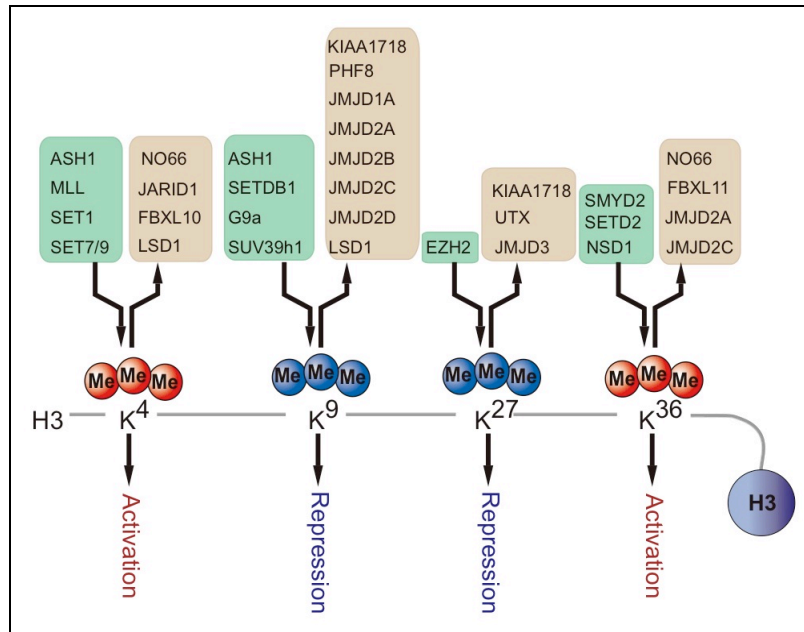 ASH1
MLL
SET1
SET7/9
NO66
JARID1
FBXL10
LSD1
ASH1
SETDB1
G9a
SUV39h1
KIAA1718
PHF8
JMJD1A
JMJD2A
JMJD2B
JMJD2C
JMJD2D
LSD1
EZH2
KIAA1718
UTX
JMJD3
SMYD2
SETD2
NSD1
NO66
FBXL11
JMJD2A
JMJD2C
Me Me Me
Me Me Me
Me Me Me
Me Me Me
H3 K4 K9 K27 K36
H3
Activation
Repression
Repression
Activation